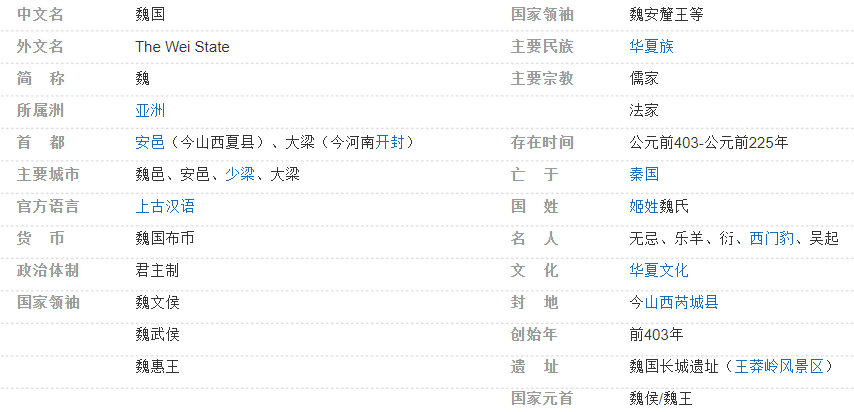 中文名 魏国
外文名 The Wei State
简 称 魏
所属洲 亚洲
首 都 安邑（今山西夏县）、大梁（今河南开封）
主要城市 魏邑、安邑、少梁、大梁
官方语言 上古汉语
货 币 魏国布币
政治体制 君主制
国家领袖 魏文侯
魏武侯
魏惠王
国家领袖 魏安釐王等
主要民族 华夏族
主要宗教 儒家
法家
存在时间 公元前403-公元前225年
亡 于 秦国
国 姓 姬姓魏氏
名 人 无忌、乐羊、衍、西门豹、吴起
文 化 华夏文化
封 地 今山西芮城县
创始年 前403年
遗 址 魏国长城遗址（王莽岭风景区）
国家元首 魏侯/魏王